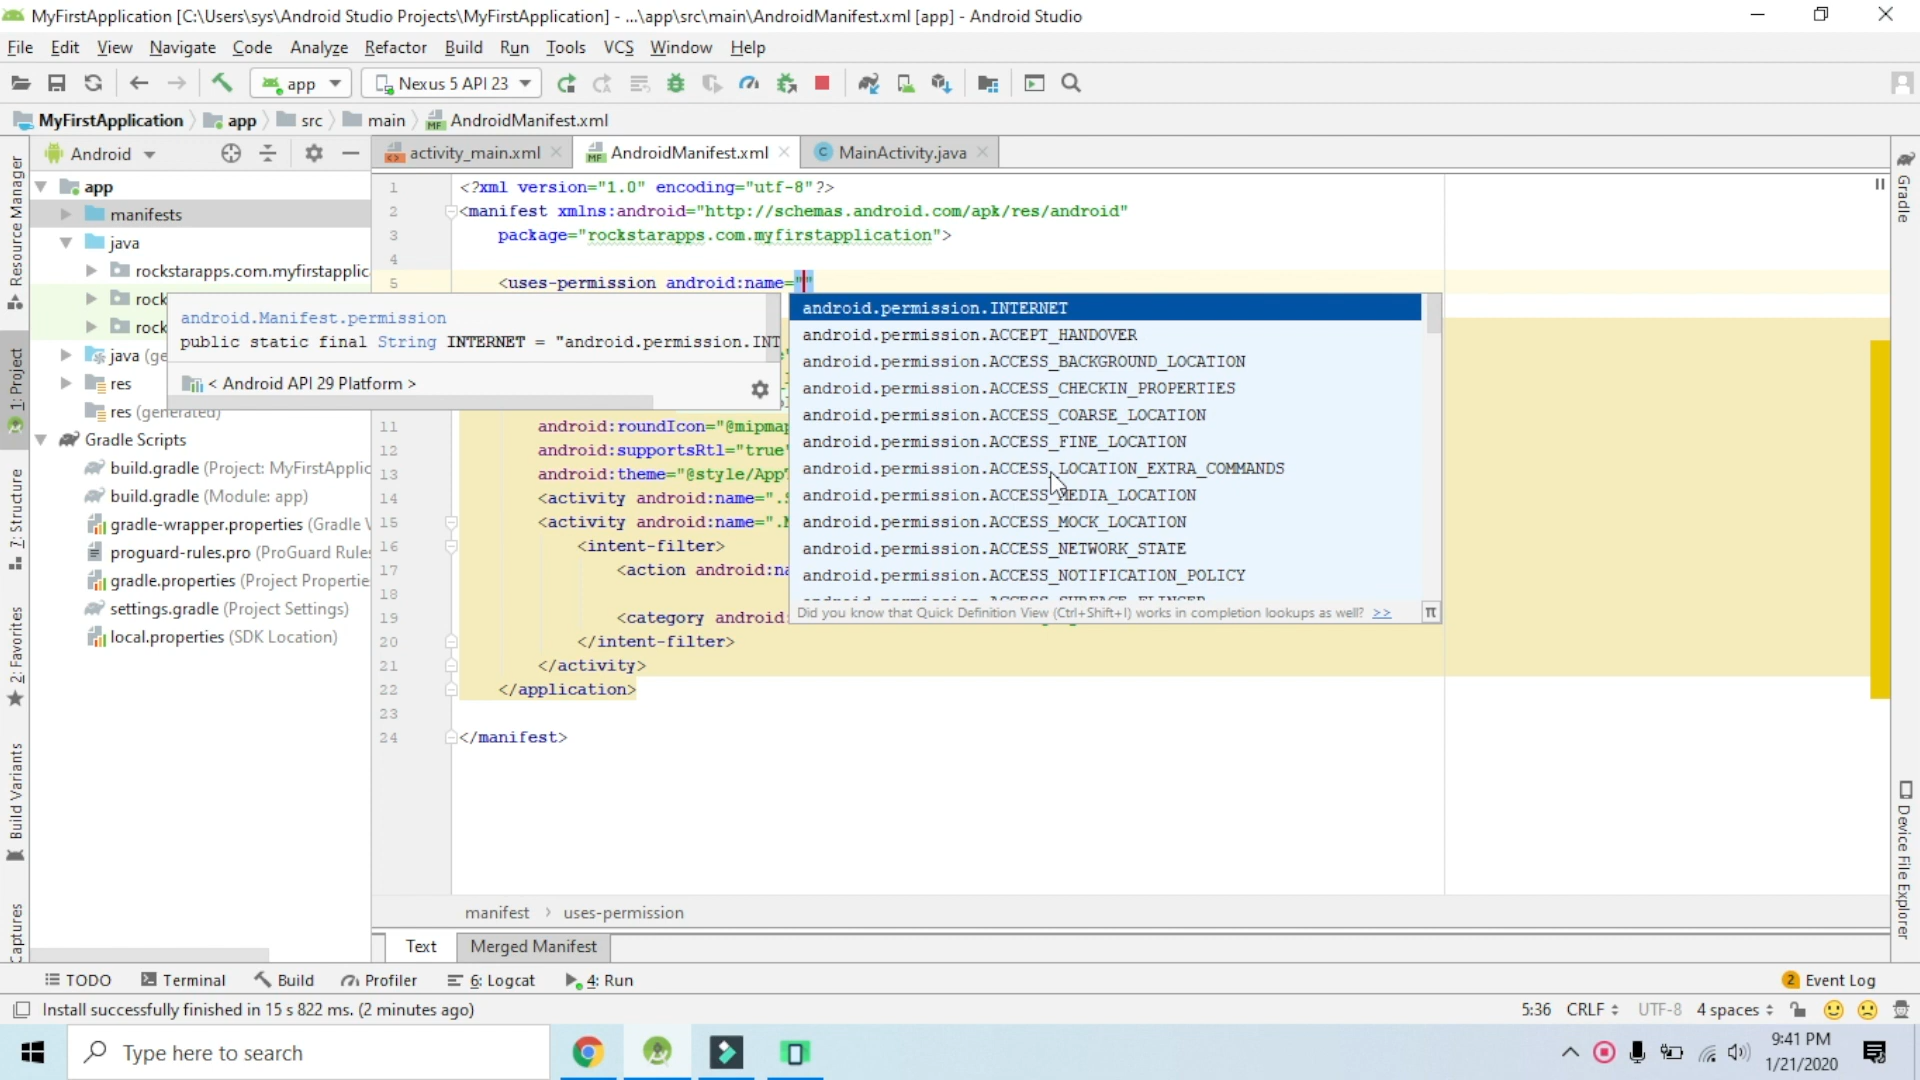 MyFirstApplication [C:\Users\sys\Android Studio Projects\MyFirstApplication] - ...\app\src\main\AndroidManifest.xml [app] - Android Studio
File Edit View Navigate Code Analyze Refactor Build Run Tools VCS Window Help
app Nexus 5 API 23
MyFirstApplication app src main AndroidManifest.xml
Android
activity_main.xml AndroidManifest.xml MainActivity.java
app
manifests
java
rockstarapps.com.myfirstapplic
rock
rock
java (ge
res
res (generated)
Gradle Scripts
build.gradle (Project: MyFirstApplic
build.gradle (Module: app)
gradle-wrapper.properties (Gradle
proguard-rules.pro (ProGuard Rules
gradle.properties (Project Propertie
settings.gradle (Project Settings)
local.properties (SDK Location)
1 <?xml version="1.0" encoding="utf-8"?>
2 <manifest xmlns:android="http://schemas.android.com/apk/res/android"
3 package="rockstarapps.com.myfirstapplication">
4
5 <uses-permission android:name=""
android.Manifest.permission
public static final String INTERNET = "android.permission.INT
< Android API 29 Platform >
android.permission.INTERNET
android.permission.ACCEPT_HANDOVER
android.permission.ACCESS_BACKGROUND_LOCATION
android.permission.ACCESS_CHECKIN_PROPERTIES
android.permission.ACCESS_COARSE_LOCATION
android.permission.ACCESS_FINE_LOCATION
android.permission.ACCESS_LOCATION_EXTRA_COMMANDS
android.permission.ACCESS_MEDIA_LOCATION
android.permission.ACCESS_MOCK_LOCATION
android.permission.ACCESS_NETWORK_STATE
android.permission.ACCESS_NOTIFICATION_POLICY
android.permission.ACCESS_SURFACE_FLINGER
Did you know that Quick Definition View (Ctrl+Shift+I) works in completion lookups as well? >> π
11 android:roundIcon="@mipmap
12 android:supportsRtl="true"
13 android:theme="@style/App
14 <activity android:name=".
15 <activity android:name=".
16 <intent-filter>
17 <action android:na
18
19 <category android:
20 </intent-filter>
21 </activity>
22 </application>
23
24 </manifest>
manifest › uses-permission
Text Merged Manifest
TODO Terminal Build Profiler 6: Logcat 4: Run 2 Event Log
Install successfully finished in 15 s 822 ms. (2 minutes ago) 5:36 CRLF UTF-8 4 spaces
Type here to search
9:41 PM
1/21/2020
Resource Manager
1: Project
7: Structure
2: Favorites
Build Variants
Captures
Gradle
Device File Explorer